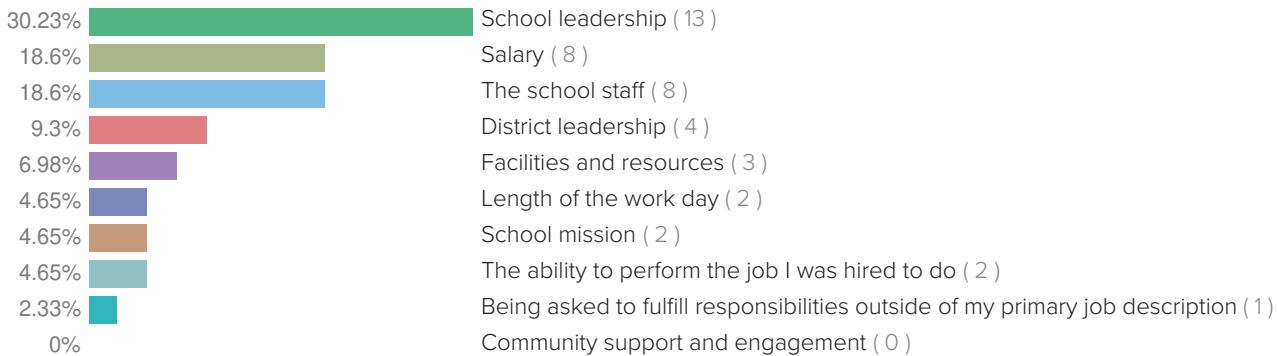 30.23% School leadership ( 13 )
18.6% Salary ( 8 )
18.6% The school staff ( 8 )
9.3% District leadership ( 4 )
6.98% Facilities and resources ( 3 )
4.65% Length of the work day ( 2 )
4.65% School mission ( 2 )
4.65% The ability to perform the job I was hired to do ( 2 )
2.33% Being asked to fulfill responsibilities outside of my primary job description ( 1 )
0% Community support and engagement ( 0 )